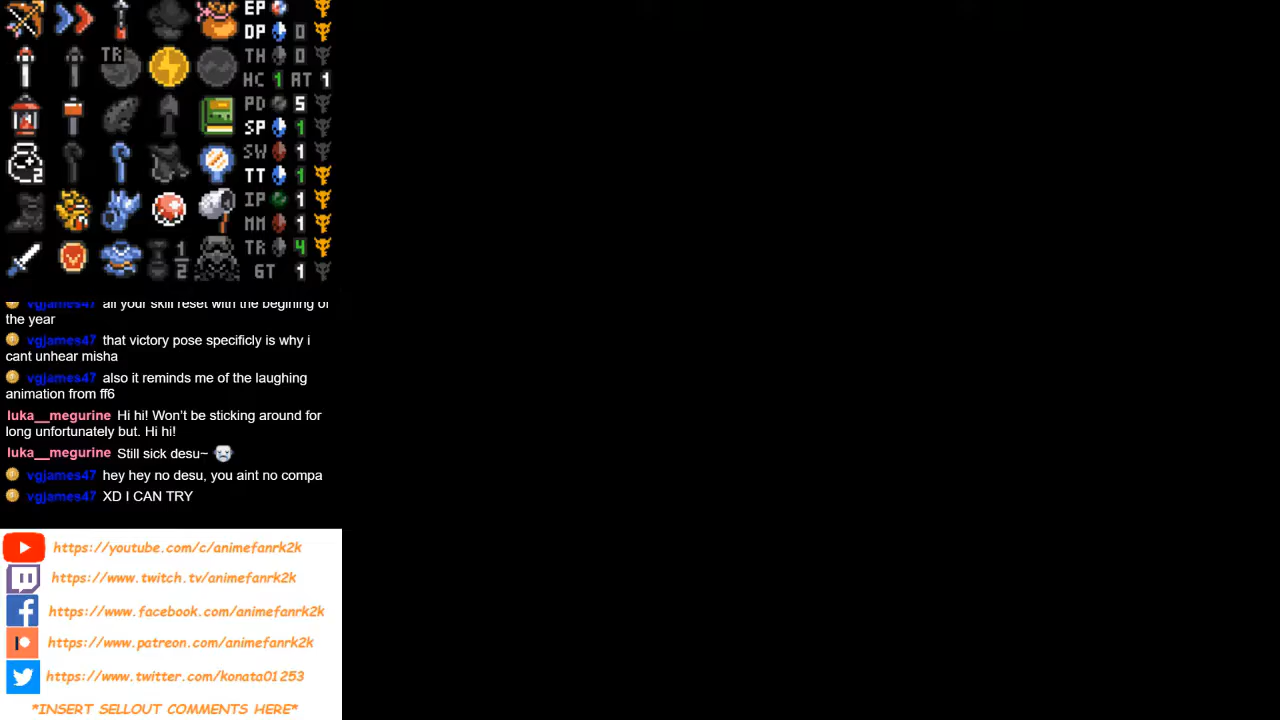 EP
DP 0
TR
TH 0
HC 1 AT 1
PD 5
SP 1
2
SW 1
TT 1
IP 1
MM 1
1
2
TR 4
GT 1
vgjames47 all your skill reset with the begining of
the year
vgjames47 that victory pose specificly is why i
cant unhear misha
vgjames47 also it reminds me of the laughing
animation from ff6
luka__megurine Hi hi! Won't be sticking around for
long unfortunately but. Hi hi!
luka__megurine Still sick desu~
vgjames47 hey hey no desu, you aint no compa
vgjames47 XD I CAN TRY
https://youtube.com/c/animefanrk2k
https://www.twitch.tv/animefanrk2k
https://www.facebook.com/animefanrk2k
https://www.patreon.com/animefanrk2k
https://www.twitter.com/konata01253
*INSERT SELLOUT COMMENTS HERE*